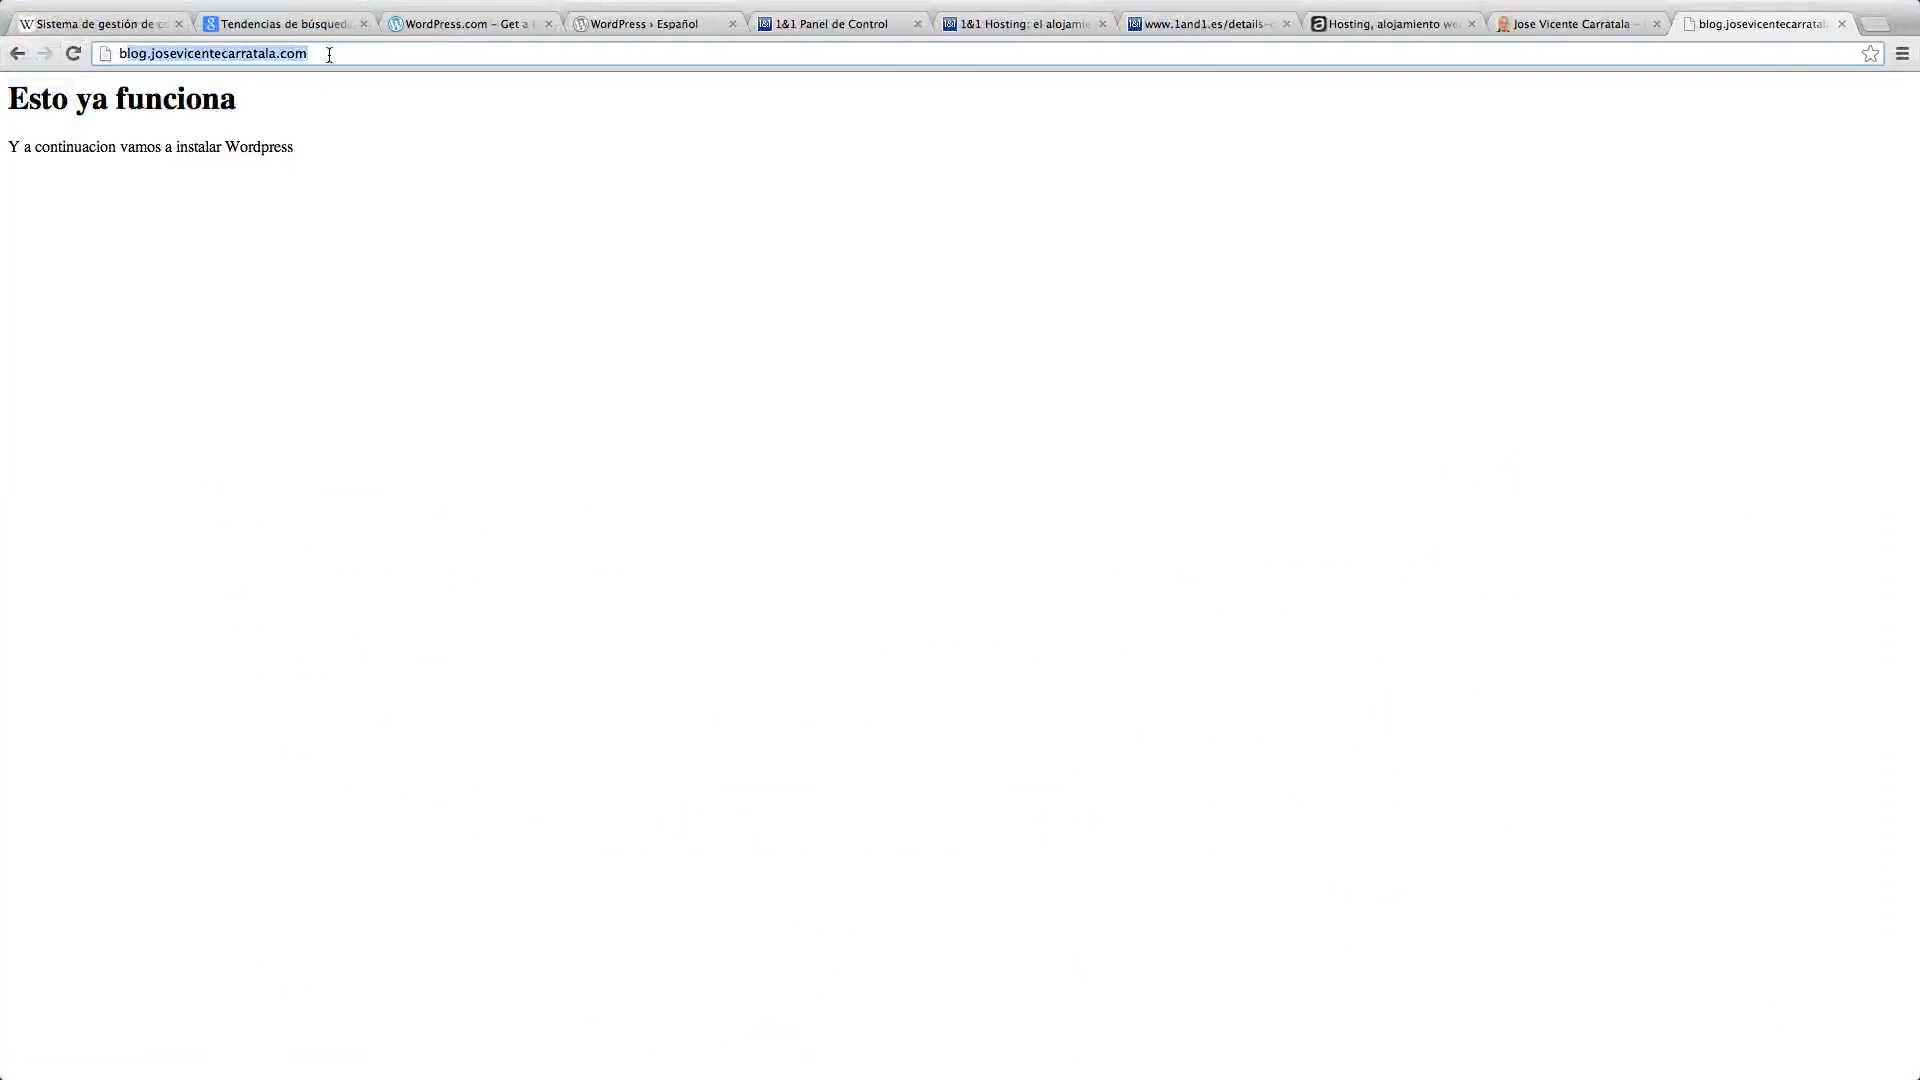 Sistema de gestión de c
Tendencias de búsqued
WordPress.com – Get a
WordPress › Español
1&1 Panel de Control
1&1 Hosting: el alojami
www.1and1.es/details-
Hosting, alojamiento we
Jose Vicente Carratala –
blog.josevicentecarratal
blog.josevicentecarratala.com
Esto ya funciona
Y a continuacion vamos a instalar Wordpress